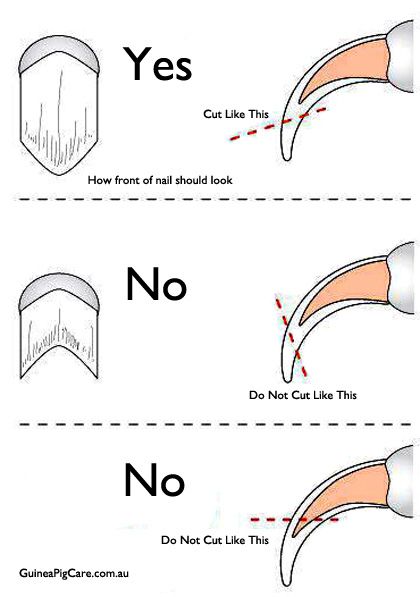 Yes
Cut Like This
How front of nail should look
No
Do Not Cut Like This
No
Do Not Cut Like This
GuineaPigCare.com.au